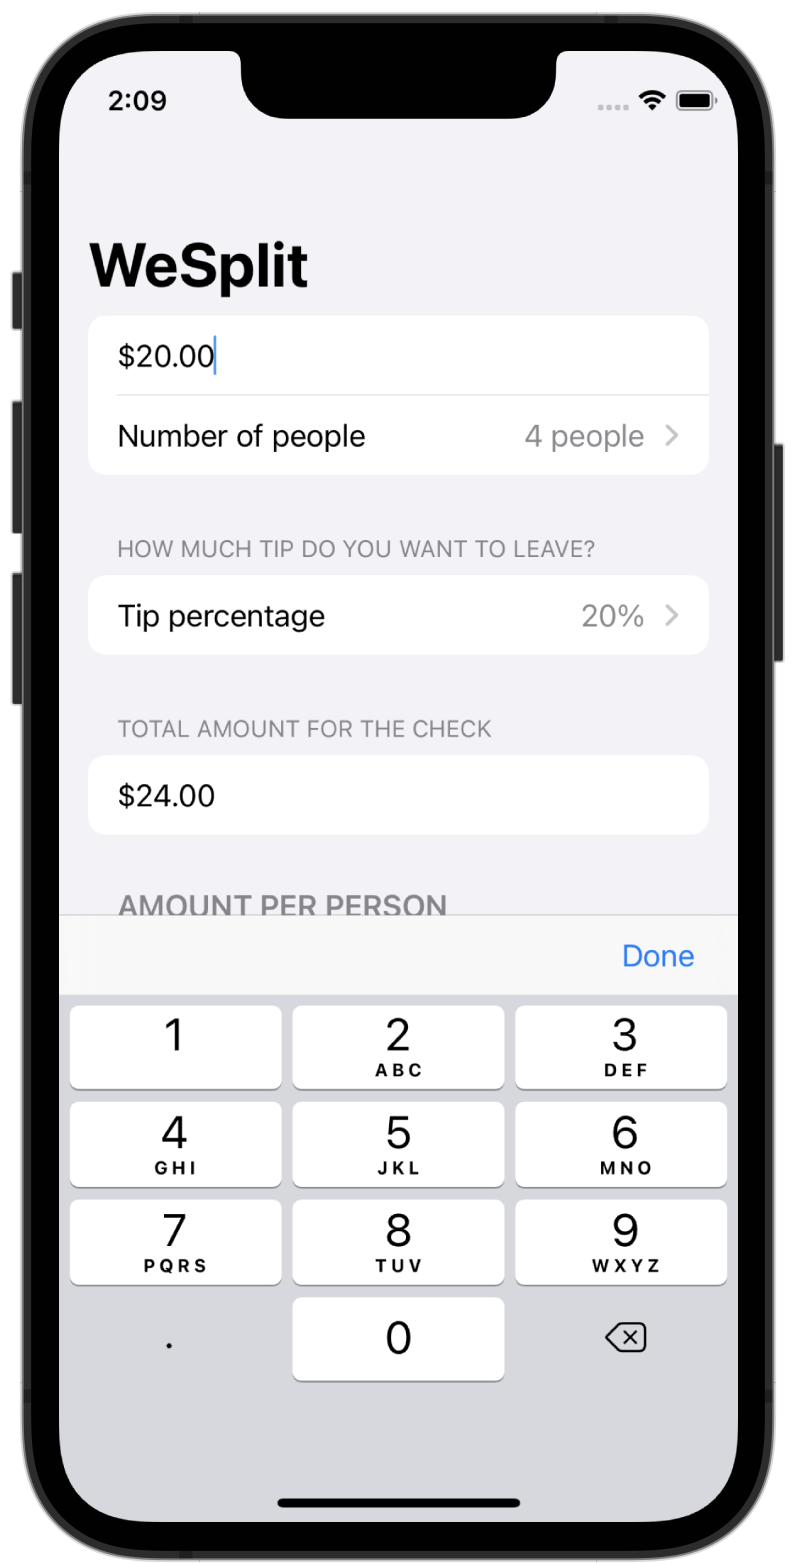 2:09
WeSplit
$20.00
Number of people 4 people
HOW MUCH TIP DO YOU WANT TO LEAVE?
Tip percentage 20%
TOTAL AMOUNT FOR THE CHECK
$24.00
AMOUNT PER PERSON
Done
1 2 3
ABC DEF
4 5 6
GHI JKL MNO
7 8 9
PQRS TUV WXYZ
. 0